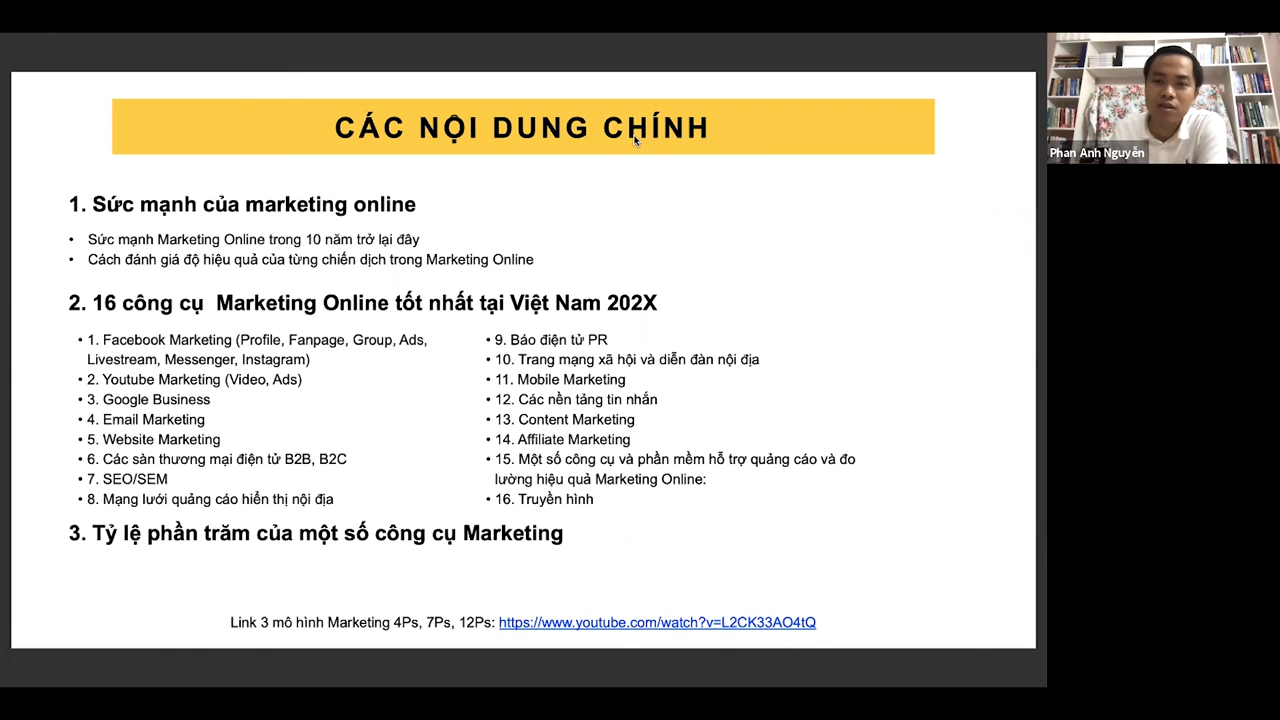 CÁC NỘI DUNG CHÍNH
1. Sức mạnh của marketing online
• Sức mạnh Marketing Online trong 10 năm trở lại đây
• Cách đánh giá độ hiệu quả của từng chiến dịch trong Marketing Online
2. 16 công cụ Marketing Online tốt nhất tại Việt Nam 202X
• 1. Facebook Marketing (Profile, Fanpage, Group, Ads,
Livestream, Messenger, Instagram)
• 2. Youtube Marketing (Video, Ads)
• 3. Google Business
• 4. Email Marketing
• 5. Website Marketing
• 6. Các sàn thương mại điện tử B2B, B2C
• 7. SEO/SEM
• 8. Mạng lưới quảng cáo hiển thị nội địa
• 9. Báo điện tử PR
• 10. Trang mạng xã hội và diễn đàn nội địa
• 11. Mobile Marketing
• 12. Các nền tảng tin nhắn
• 13. Content Marketing
• 14. Affiliate Marketing
• 15. Một số công cụ và phần mềm hỗ trợ quảng cáo và đo
lường hiệu quả Marketing Online:
• 16. Truyền hình
3. Tỷ lệ phần trăm của một số công cụ Marketing
Link 3 mô hình Marketing 4Ps, 7Ps, 12Ps: https://www.youtube.com/watch?v=L2CK33AO4tQ
Phan Anh Nguyễn